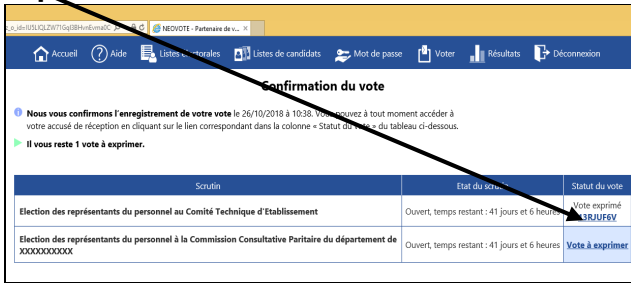 NEOVOTE - Partenaire de v...
Accueil Aide Listes électorales Listes de candidats Mot de passe Voter Résultats Déconnexion
Confirmation du vote
Nous vous confirmons l'enregistrement de votre vote le 26/10/2018 à 10:38. Vous pouvez à tout moment accéder à
votre accusé de réception en cliquant sur le lien correspondant dans la colonne « Statut du vote » du tableau ci-dessous.
Il vous reste 1 vote à exprimer.
Scrutin Etat du scrutin Statut du vote
Election des représentants du personnel au Comité Technique d'Etablissement Ouvert, temps restant : 41 jours et 6 heures Vote exprimé
Election des représentants du personnel à la Commission Consultative Paritaire du département de
XXXXXXXXXX Ouvert, temps restant : 41 jours et 6 heures Vote à exprimer